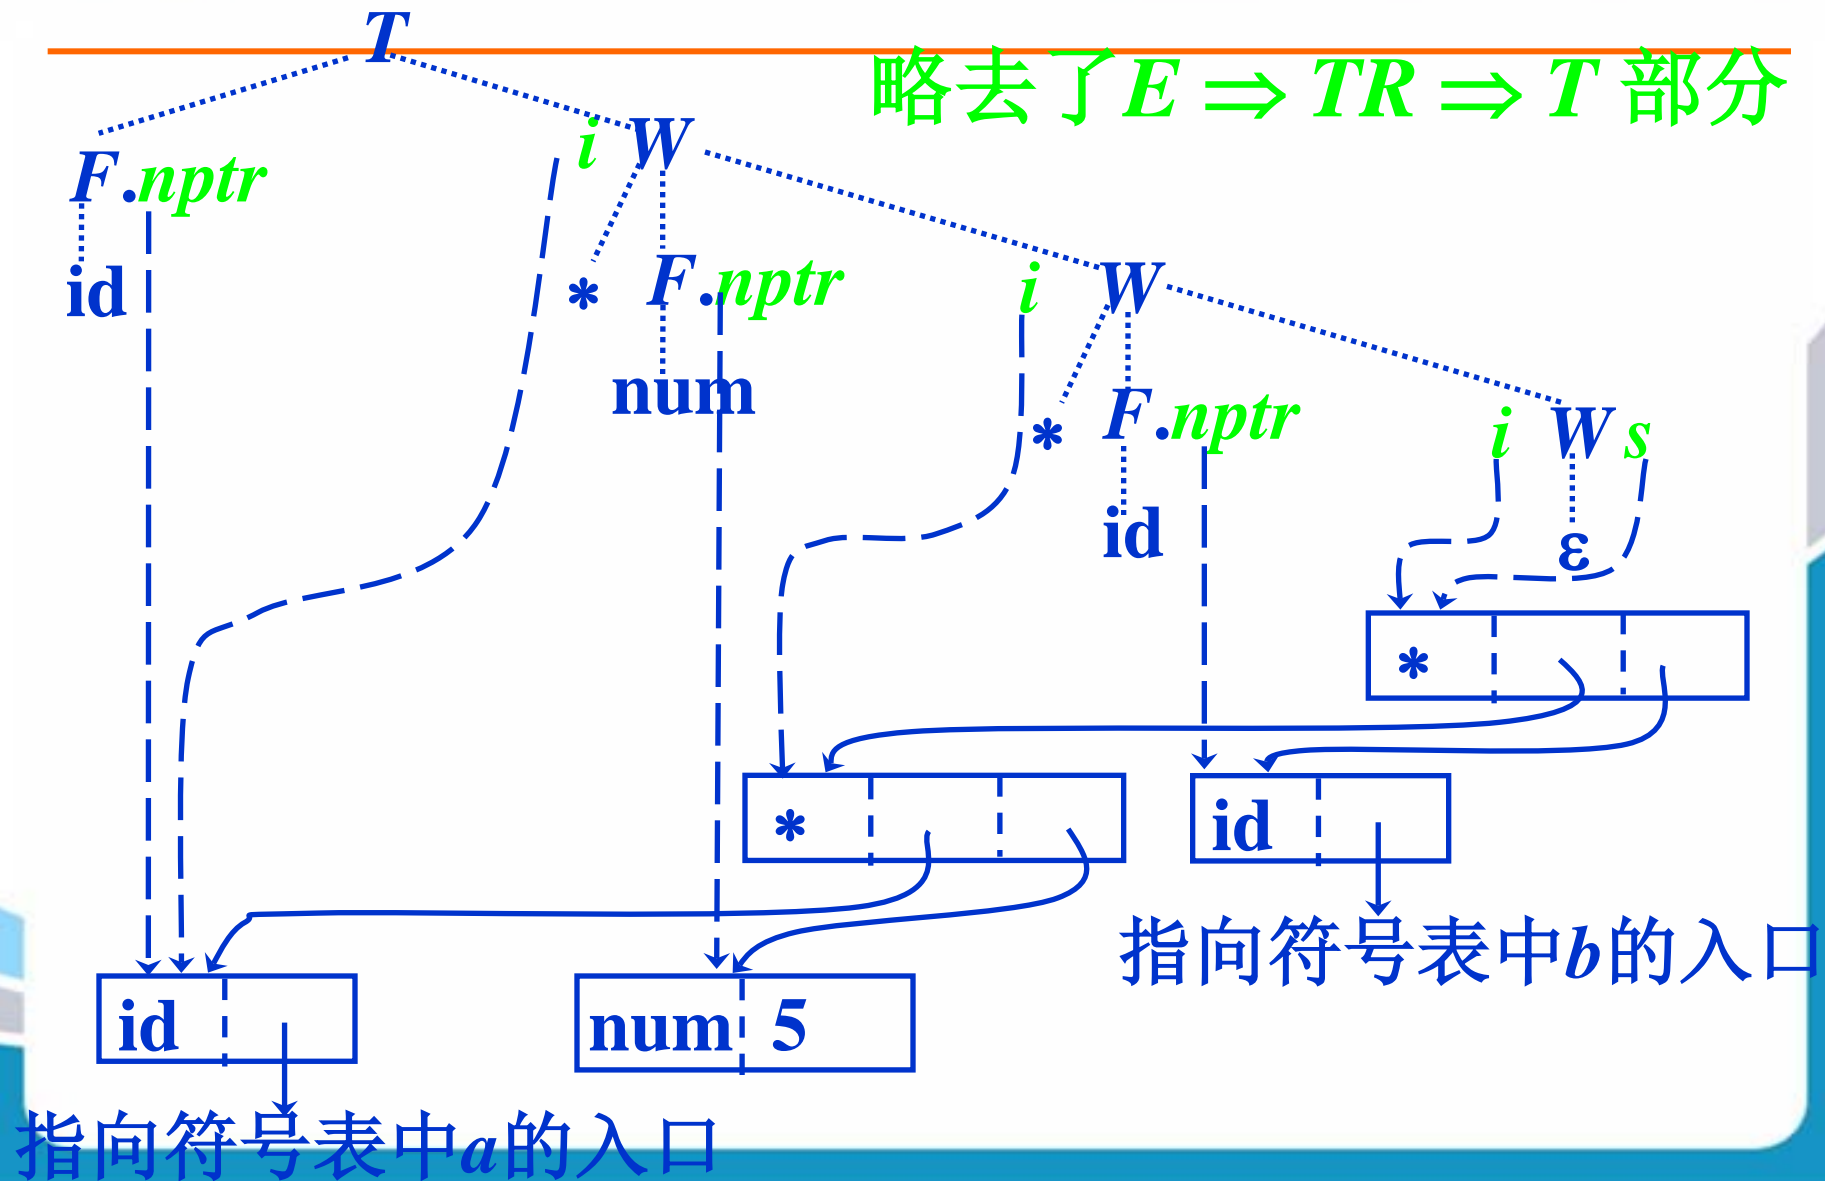 T
略去了E ⇒ TR ⇒ T 部分
i W
F.nptr
id
* F.nptr
i W
num
* F.nptr
i W s
id
ε
*
* 
id
指向符号表中b的入口
id
num 5
指向符号表中a的入口